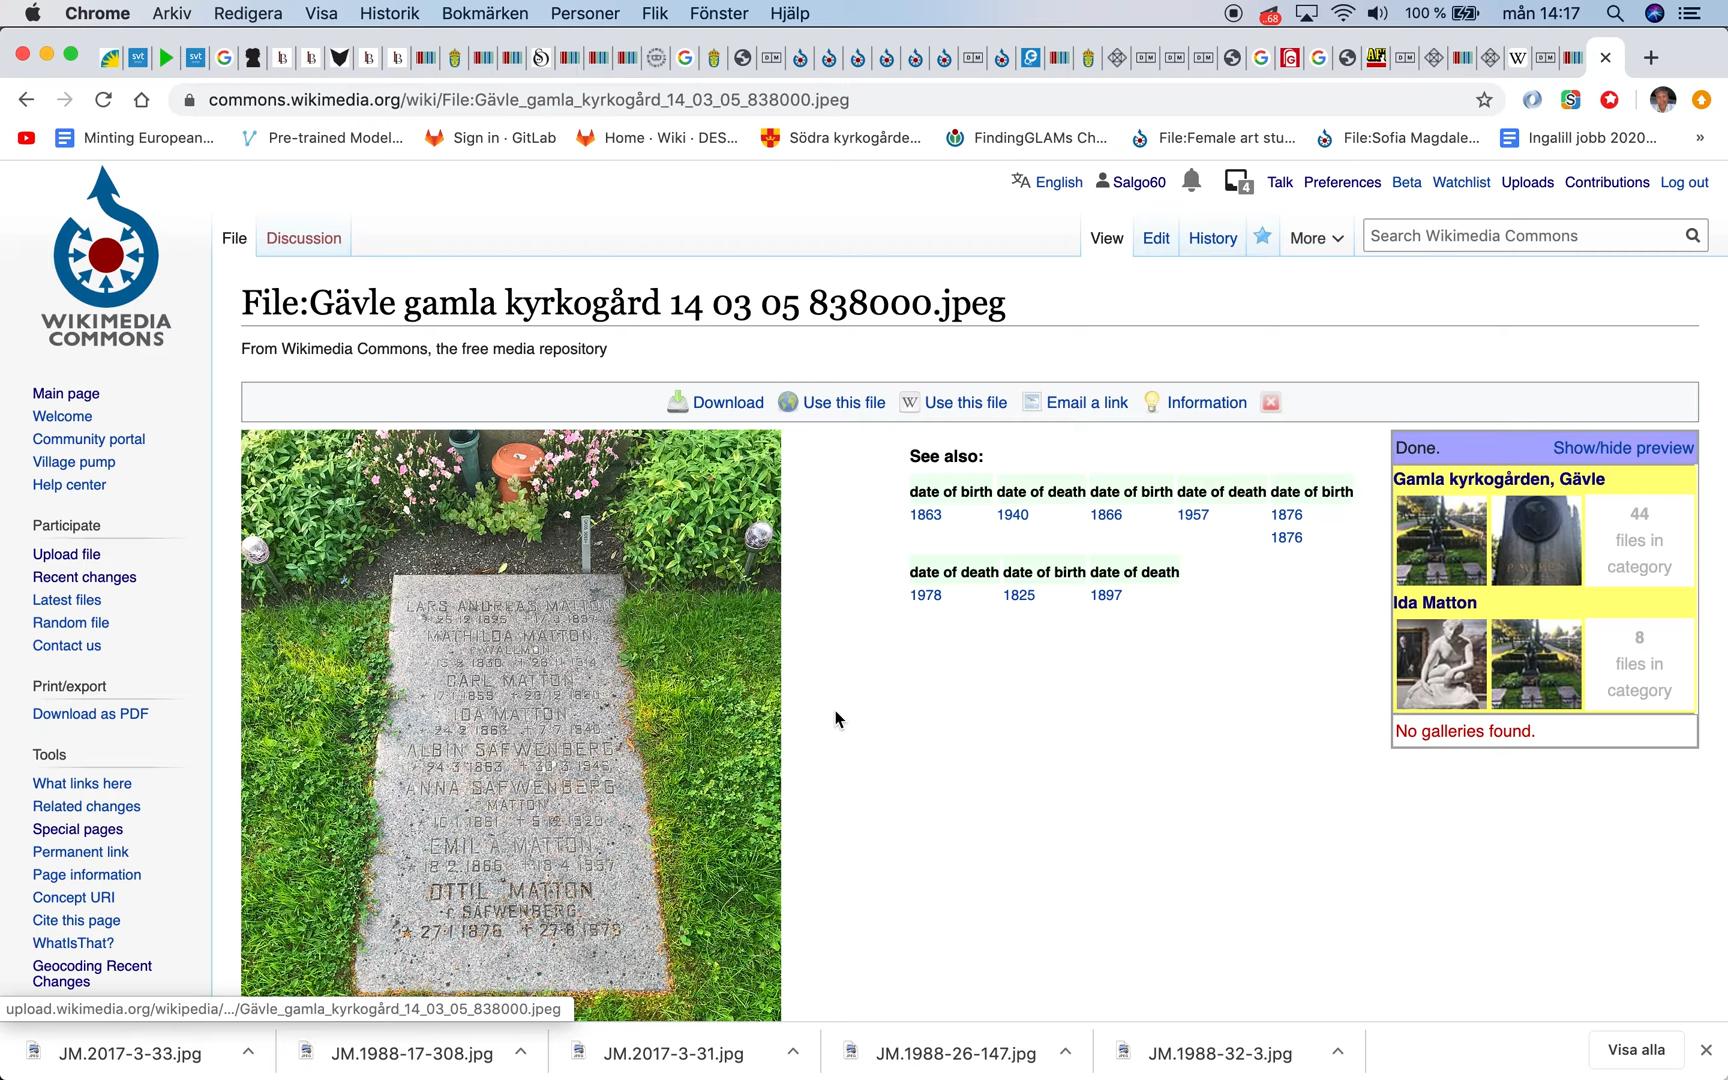 Chrome Arkiv Redigera Visa Historik Bokmärken Personer Flik Fönster Hjälp ..68 100 % mån 14:17
commons.wikimedia.org/wiki/File:Gävle_gamla_kyrkogård_14_03_05_838000.jpeg
Minting European... Pre-trained Model... Sign in · GitLab Home · Wiki · DES... Södra kyrkogårde... FindingGLAMs Ch... File:Female art stu... File:Sofia Magdale... Ingalill jobb 2020... »
English Salgo60 4 Talk Preferences Beta Watchlist Uploads Contributions Log out
File Discussion View Edit History More Search Wikimedia Commons
WIKIMEDIA
COMMONS
File:Gävle gamla kyrkogård 14 03 05 838000.jpeg
From Wikimedia Commons, the free media repository
Download Use this file Use this file Email a link Information
Main page
Welcome
Community portal
Village pump
Help center
Participate
Upload file
Recent changes
Latest files
Random file
Contact us
Print/export
Download as PDF
Tools
What links here
Related changes
Special pages
Permanent link
Page information
Concept URI
Cite this page
WhatIsThat?
Geocoding Recent
Changes
LARS ANDREAS MATTON
MATHILDA MATTON
F WALLMON
CARL MATTON
IDA MATTON
ALBIN SÄFWENBERG
ANNA SÄFWENBERG
MATTON
EMIL A MATTON
OTTIL MATTON
F SÄFWENBERG
See also:
date of birth date of death date of birth date of death date of birth
1863 1940 1866 1957 1876
1876
date of death date of birth date of death
1978 1825 1897
Done. Show/hide preview
Gamla kyrkogården, Gävle
44
files in
category
Ida Matton
8
files in
category
No galleries found.
upload.wikimedia.org/wikipedia/.../Gävle_gamla_kyrkogård_14_03_05_838000.jpeg
JM.2017-3-33.jpg JM.1988-17-308.jpg JM.2017-3-31.jpg JM.1988-26-147.jpg JM.1988-32-3.jpg Visa alla